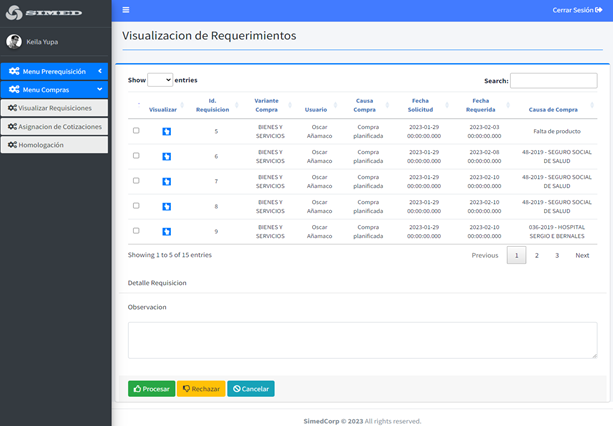 SIMED
Cerrar Sesión
Keila Yupa
Visualizacion de Requerimientos
Menu Prerequisición
Menu Compras
Visualizar Requisiciones
Asignacion de Cotizaciones
Homologación
Show entries
Search:
Visualizar Id. Requisicion Variante Compra Usuario Causa Compra Fecha Solicitud Fecha Requerida Causa de Compra
5 BIENES Y SERVICIOS Oscar Añamaco Compra planificada 2023-01-29 00:00:00.000 2023-02-03 00:00:00.000 Falta de producto
6 BIENES Y SERVICIOS Oscar Añamaco Compra planificada 2023-01-29 00:00:00.000 2023-02-08 00:00:00.000 48-2019 - SEGURO SOCIAL DE SALUD
7 BIENES Y SERVICIOS Oscar Añamaco Compra planificada 2023-01-29 00:00:00.000 2023-02-10 00:00:00.000 48-2019 - SEGURO SOCIAL DE SALUD
8 BIENES Y SERVICIOS Oscar Añamaco Compra planificada 2023-01-29 00:00:00.000 2023-02-10 00:00:00.000 48-2019 - SEGURO SOCIAL DE SALUD
9 BIENES Y SERVICIOS Oscar Añamaco Compra planificada 2023-01-29 00:00:00.000 2023-02-10 00:00:00.000 036-2019 - HOSPITAL SERGIO E BERNALES
Showing 1 to 5 of 15 entries
Previous 1 2 3 Next
Detalle Requisicion
Observacion
Procesar Rechazar Cancelar
SimedCorp © 2023 All rights reserved.